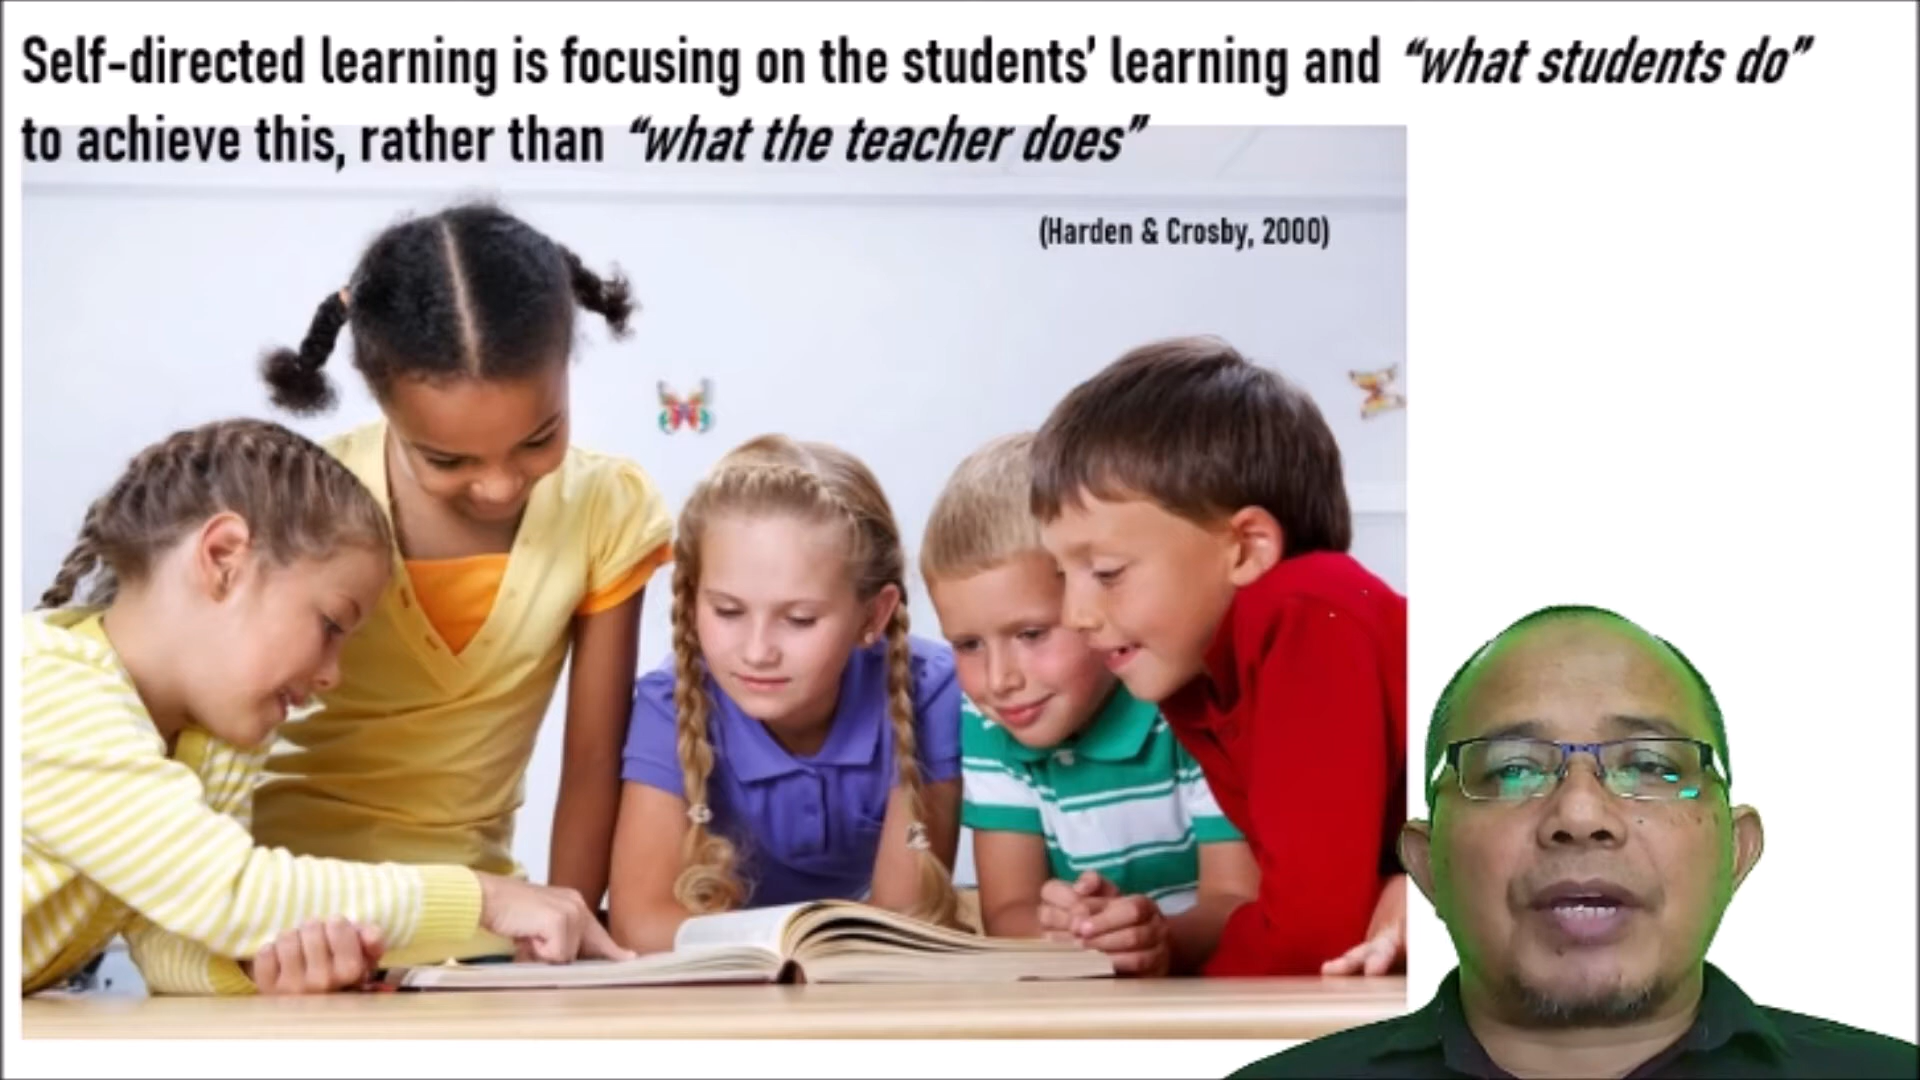 Self-directed learning is focusing on the students’ learning and “what students do”
to achieve this, rather than “what the teacher does”
(Harden & Crosby, 2000)